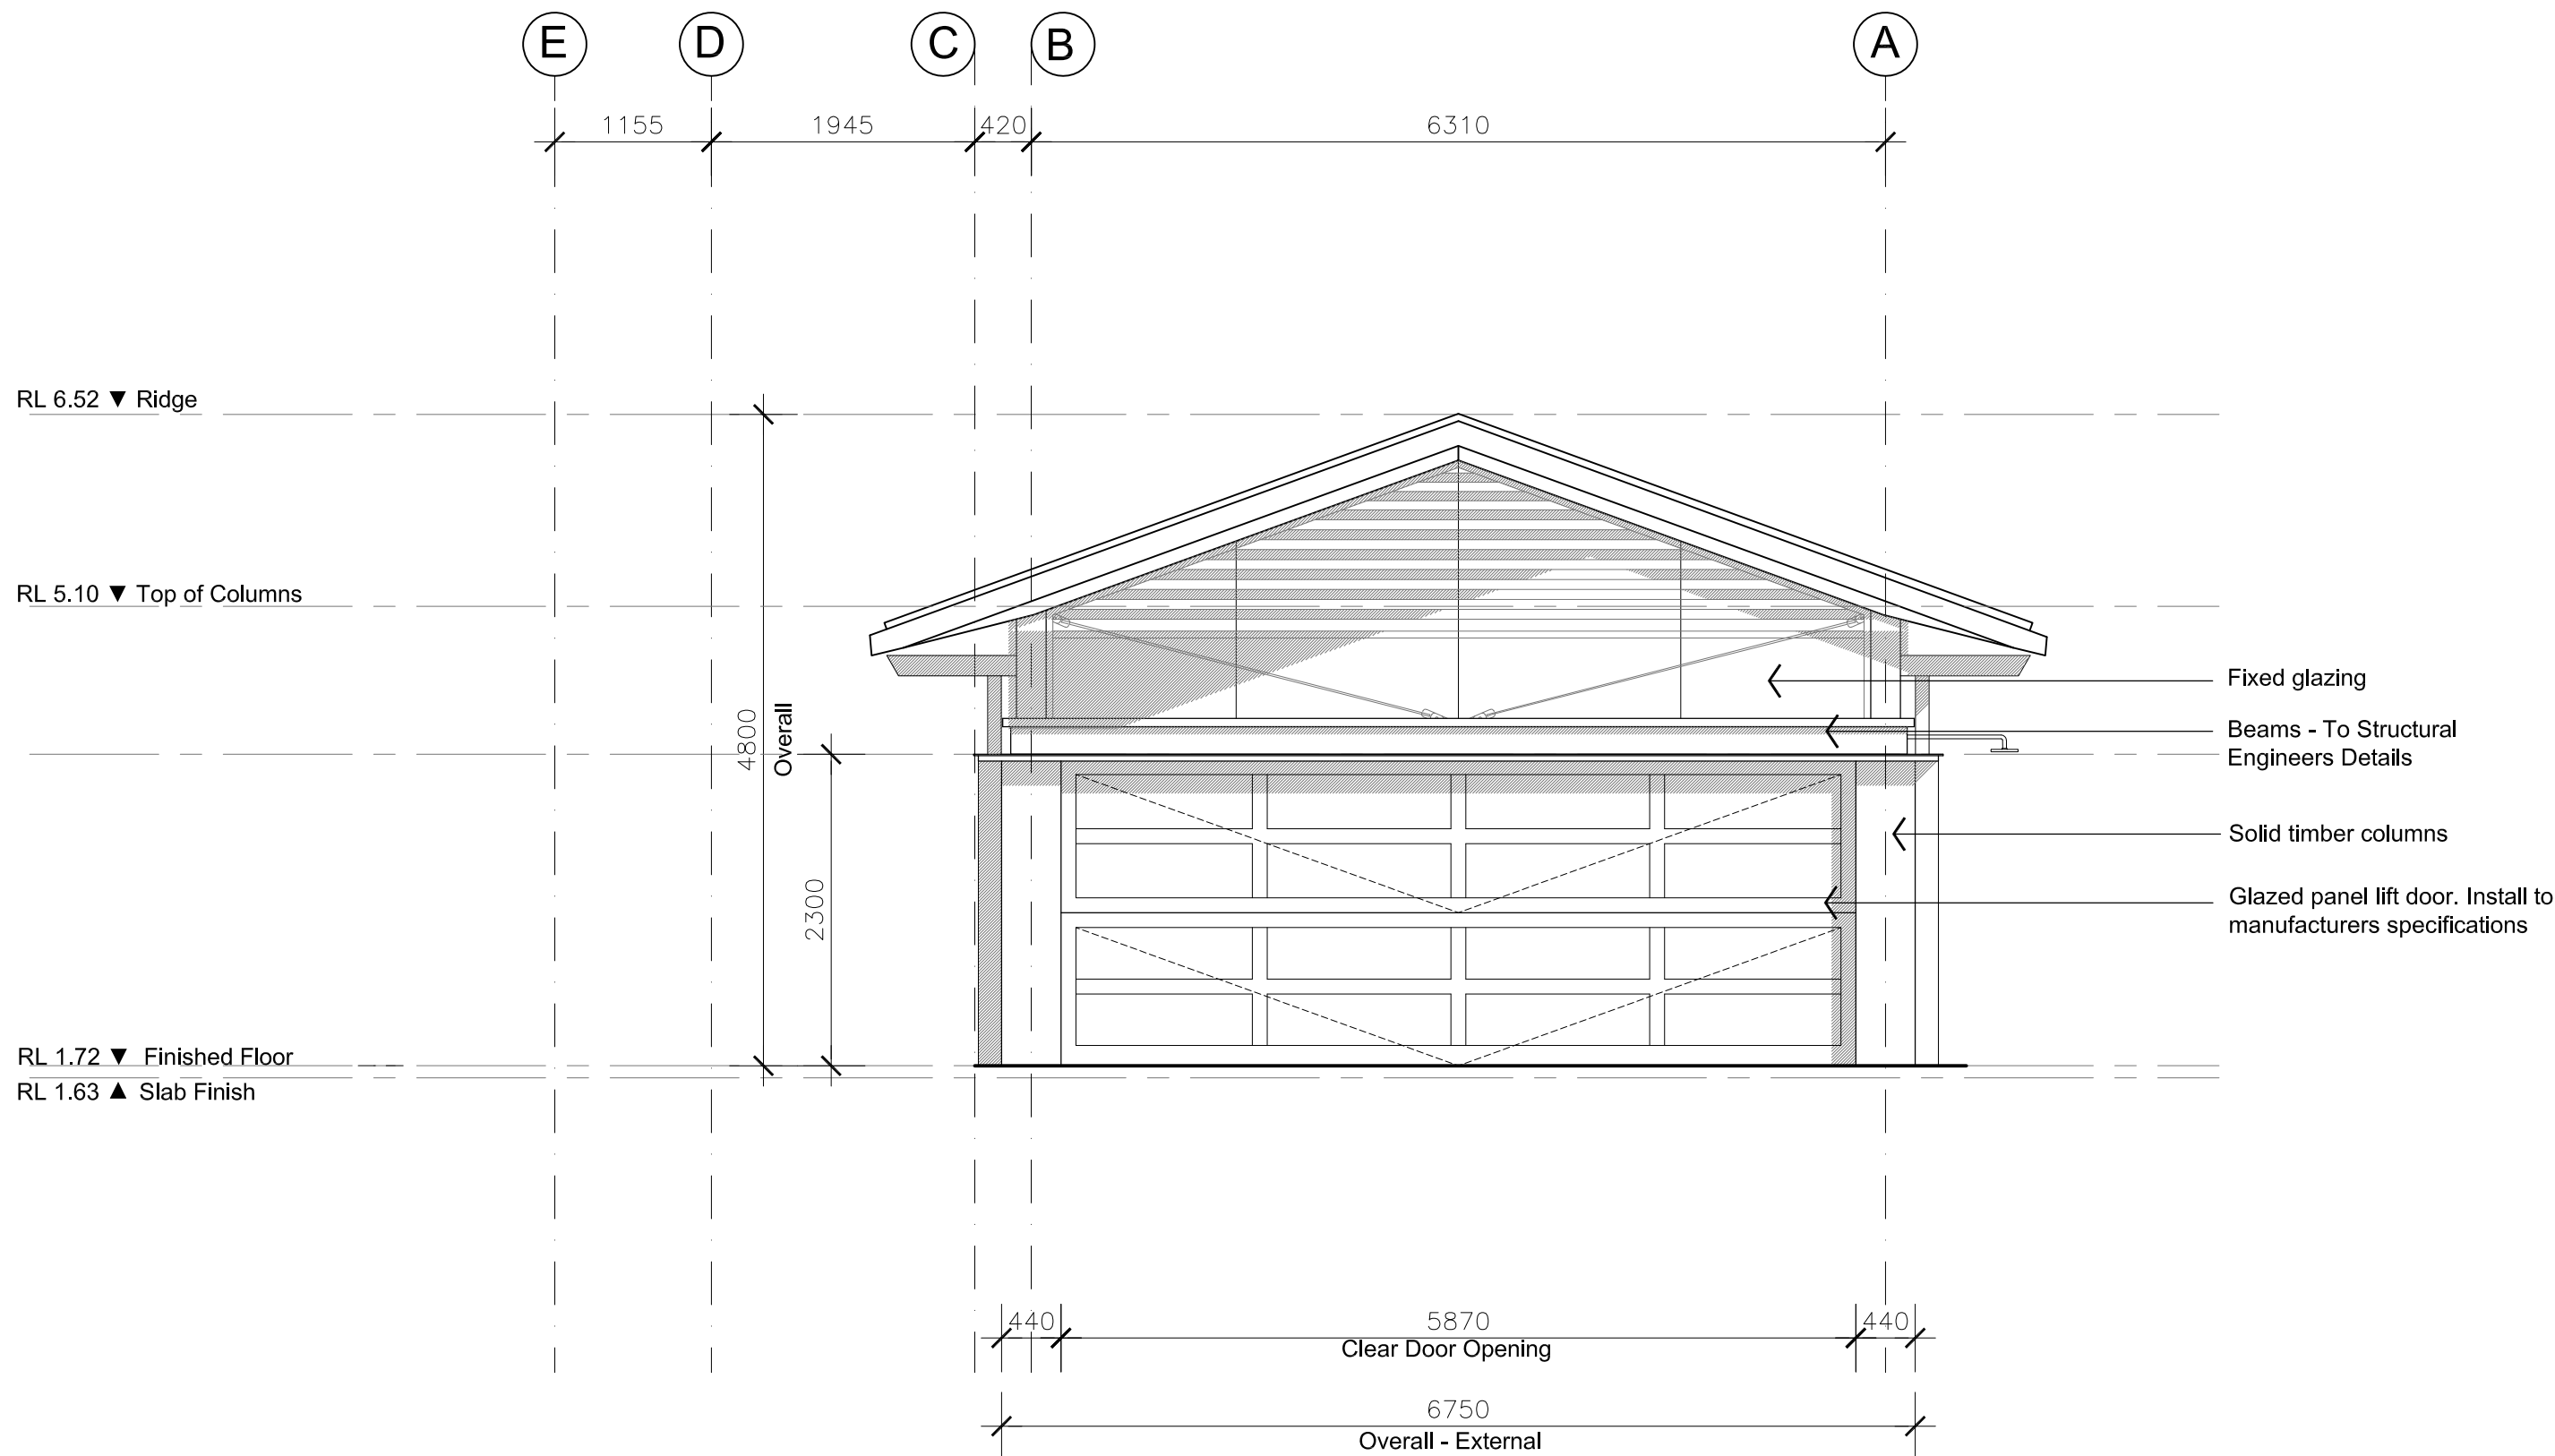 E D C B A
1155 1945 420 6310
RL 6.52 ▼ Ridge
RL 5.10 ▼ Top of Columns
Fixed glazing
4800
Overall
Beams - To Structural
Engineers Details
Solid timber columns
2300
Glazed panel lift door. Install to
manufacturers specifications
RL 1.72 ▼ Finished Floor
RL 1.63 ▲ Slab Finish
440 5870 440
Clear Door Opening
6750
Overall - External